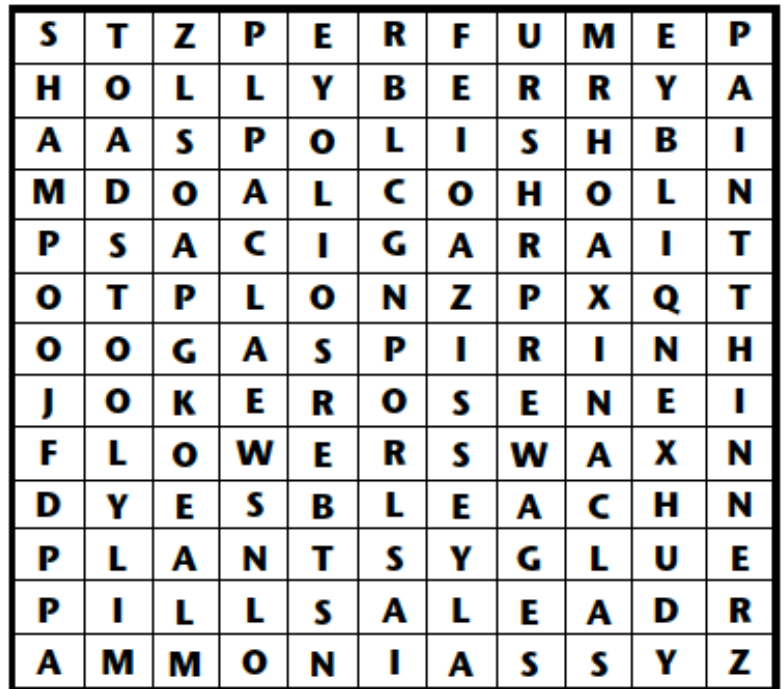 S T Z P E R F U M E P
H O L L Y B E R R Y A
A A S P O L I S H B I
M D O A L C O H O L N
P S A C I G A R A I T
O T P L O N Z P X Q T
O O G A S P I R I N H
J O K E R O S E N E I
F L O W E R S W A X N
D Y E S B L E A C H N
P L A N T S Y G L U E
P I L L S A L E A D R
A M M O N I A S S Y Z